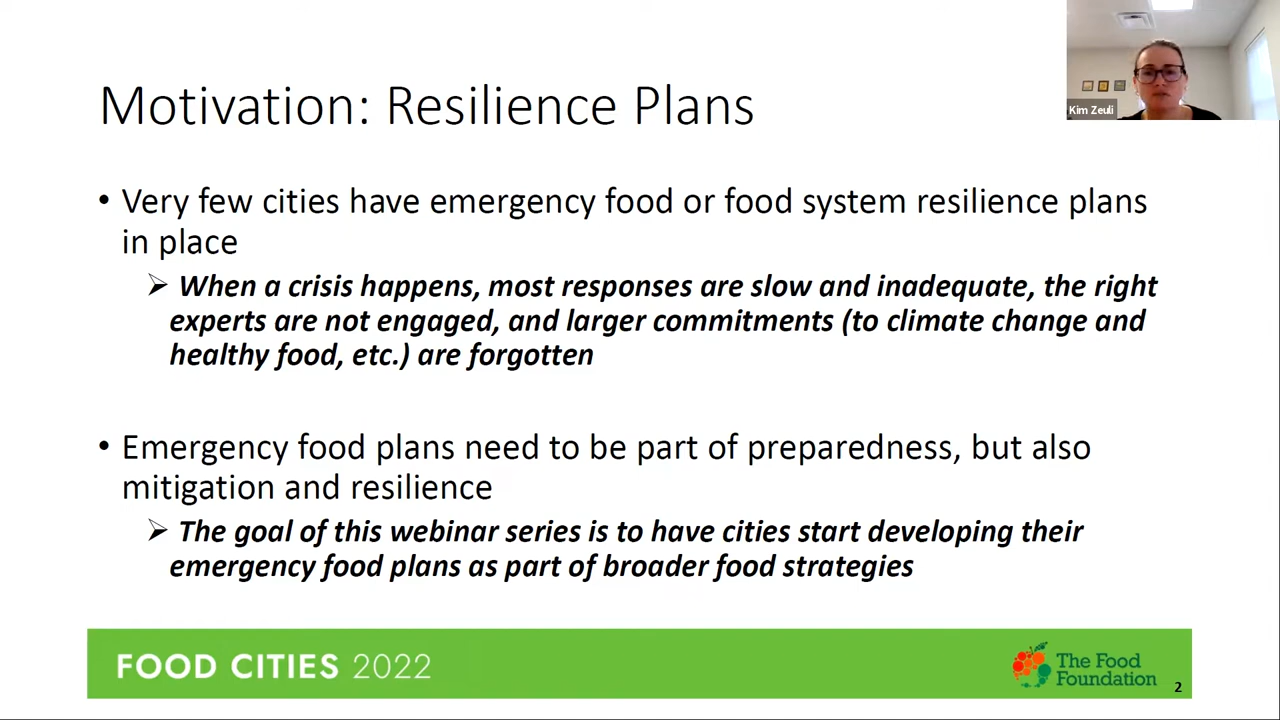 Motivation: Resilience Plans
Kim Zeuli
• Very few cities have emergency food or food system resilience plans
in place
➢ When a crisis happens, most responses are slow and inadequate, the right
experts are not engaged, and larger commitments (to climate change and
healthy food, etc.) are forgotten
• Emergency food plans need to be part of preparedness, but also
mitigation and resilience
➢ The goal of this webinar series is to have cities start developing their
emergency food plans as part of broader food strategies
FOOD CITIES 2022
The Food
Foundation
2